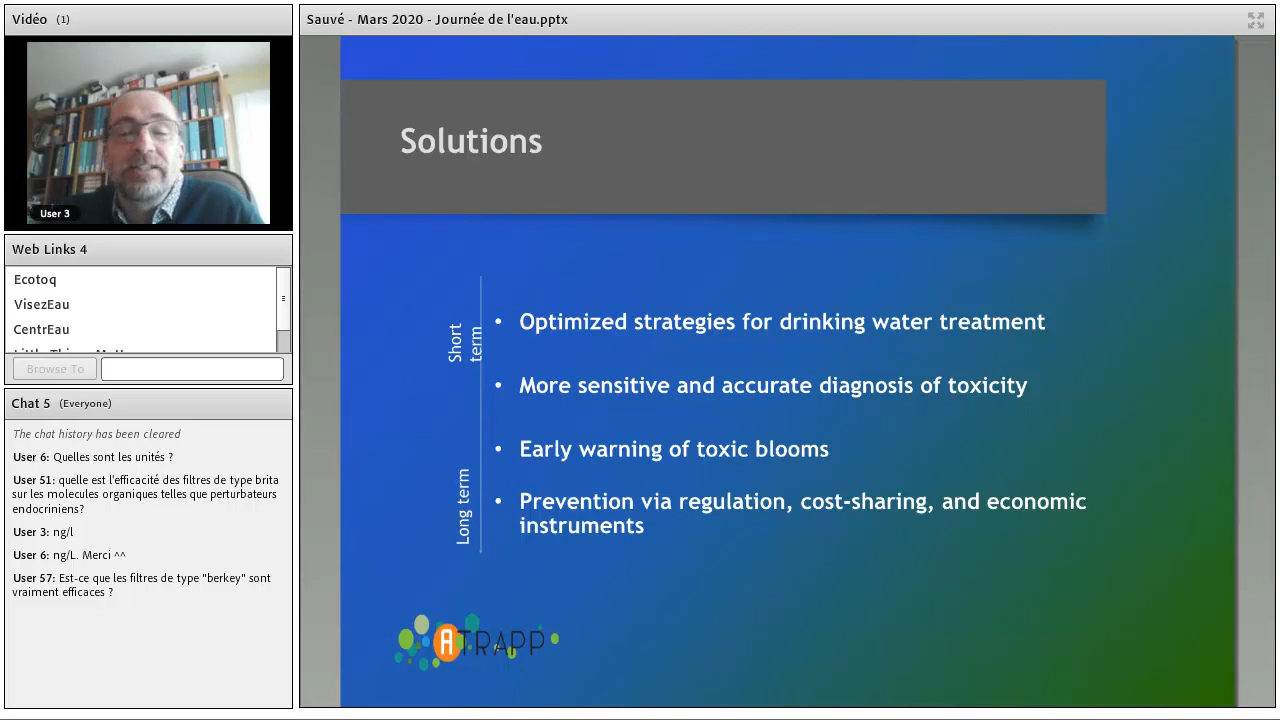 Vidéo (1)
User 3
Web Links 4
Ecotoq
VisezEau
CentrEau
Browse To
Chat 5 (Everyone)
The chat history has been cleared
User 6: Quelles sont les unités ?
User 51: quelle est l'efficacité des filtres de type brita
sur les molecules organiques telles que perturbateurs
endocriniens?
User 3: ng/l
User 6: ng/L. Merci ^^
User 57: Est-ce que les filtres de type "berkey" sont
vraiment efficaces ?
Sauvé - Mars 2020 - Journée de l'eau.pptx
Solutions
Short
term
• Optimized strategies for drinking water treatment
• More sensitive and accurate diagnosis of toxicity
• Early warning of toxic blooms
Long term
• Prevention via regulation, cost-sharing, and economic
instruments
ATRAPP